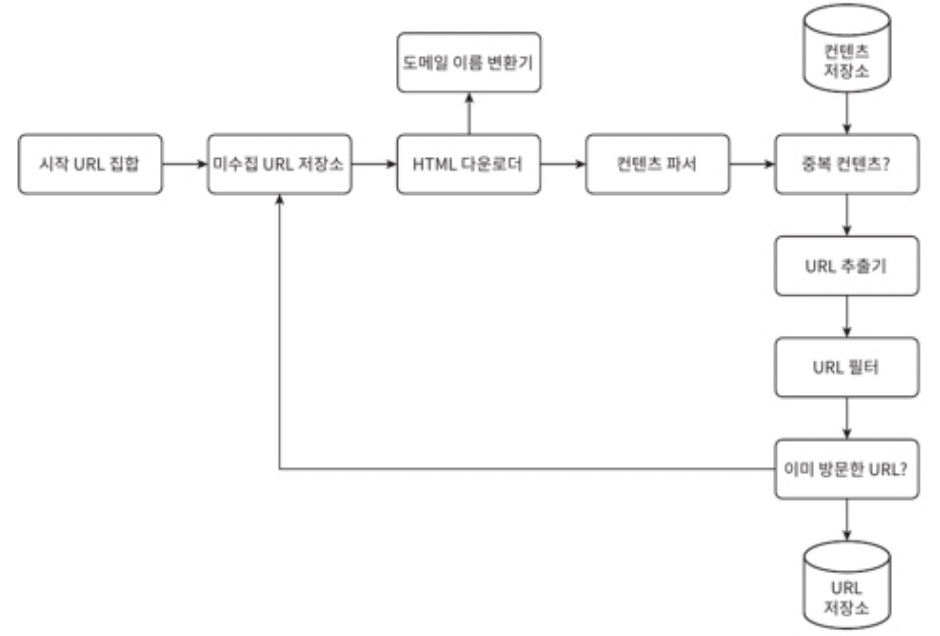 도메일 이름 변환기
컨텐츠
저장소
시작 URL 집합
미수집 URL 저장소
HTML 다운로더
컨텐츠 파서
중복 컨텐츠?
URL 추출기
URL 필터
이미 방문한 URL?
URL
저장소